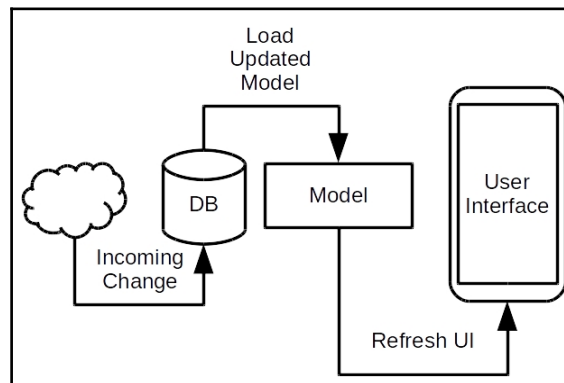 Load
Updated
Model
DB
Model
User
Interface
Incoming
Change
Refresh UI